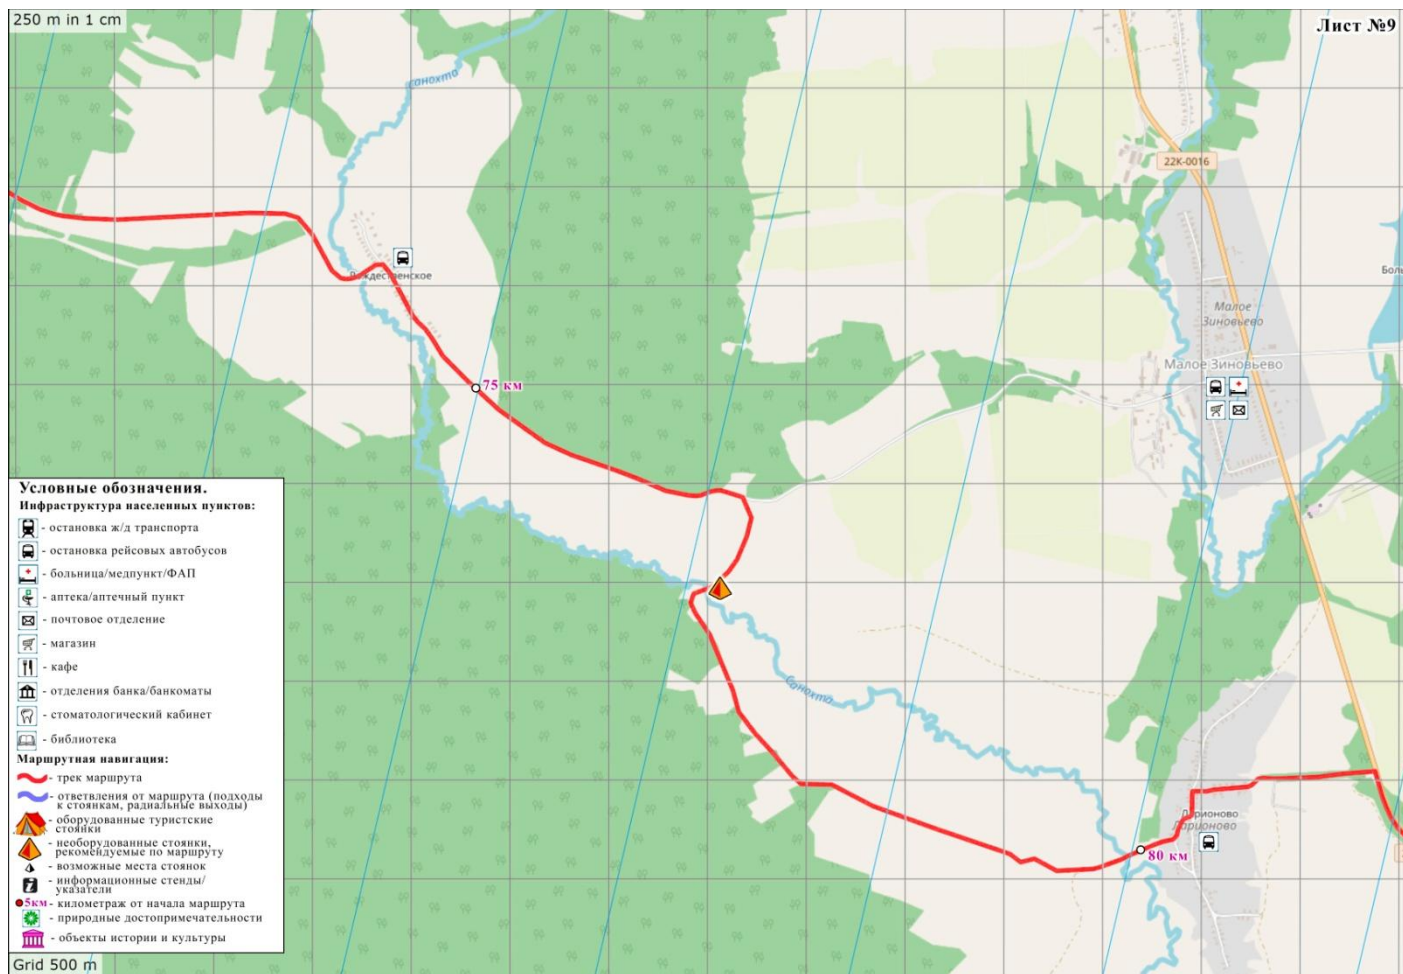 250 m in 1 cm
Лист №9
Санохта
22К-0016
Рождественское
Боль
Малое
Зиновьево
Малое Зиновьево
75 км
Санохта
Ларионово
Ларионово
80 км
Условные обозначения.
Инфраструктура населенных пунктов:
- остановка ж/д транспорта
- остановка рейсовых автобусов
- больница/медпункт/ФАП
- аптека/аптечный пункт
- почтовое отделение
- магазин
- кафе
- отделения банка/банкоматы
- стоматологический кабинет
- библиотека
Маршрутная навигация:
- трек маршрута
- ответвления от маршрута (подходы
к стоянкам, радиальные выходы)
- оборудованные туристские
стоянки
- необорудованные стоянки,
рекомендуемые по маршруту
- возможные места стоянок
- информационные стенды/
указатели
5км - километраж от начала маршрута
- природные достопримечательности
- объекты истории и культуры
Grid 500 m